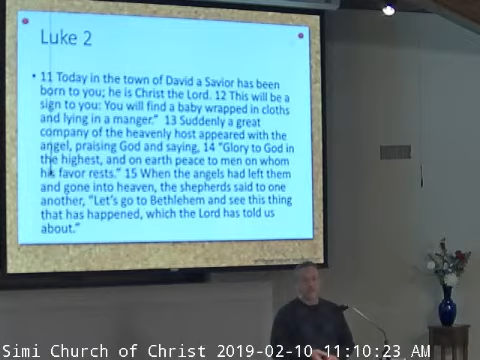 Luke 2
• 11 Today in the town of David a Savior has been
born to you; he is Christ the Lord. 12 This will be a
sign to you: You will find a baby wrapped in cloths
and lying in a manger.” 13 Suddenly a great
company of the heavenly host appeared with the
angel, praising God and saying, 14 “Glory to God in
the highest, and on earth peace to men on whom
his favor rests.” 15 When the angels had left them
and gone into heaven, the shepherds said to one
another, “Let’s go to Bethlehem and see this thing
that has happened, which the Lord has told us
about.”
Simi Church of Christ 2019-02-10 11:10:23 AM